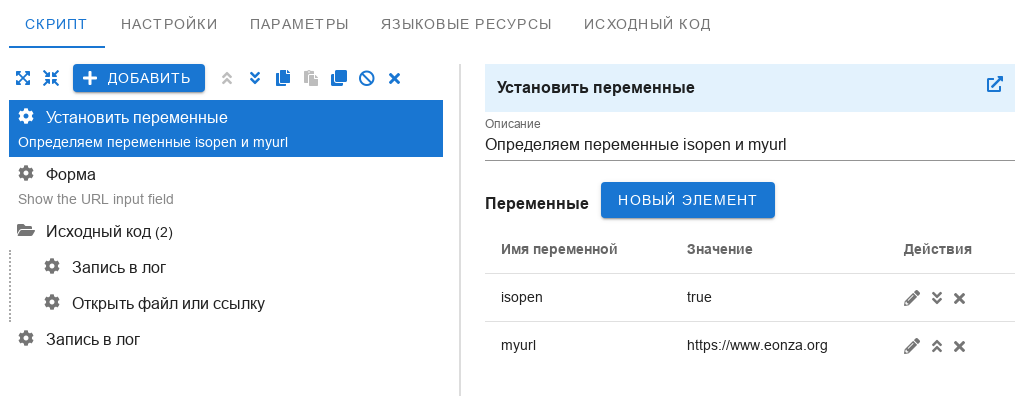 СКРИПТ НАСТРОЙКИ ПАРАМЕТРЫ ЯЗЫКОВЫЕ РЕСУРСЫ ИСХОДНЫЙ КОД
ДОБАВИТЬ
Установить переменные
Определяем переменные isopen и myurl
Форма
Show the URL input field
Исходный код (2)
Запись в лог
Открыть файл или ссылку
Запись в лог
Установить переменные
Описание
Определяем переменные isopen и myurl
Переменные НОВЫЙ ЭЛЕМЕНТ
Имя переменной Значение Действия
isopen true
myurl https://www.eonza.org